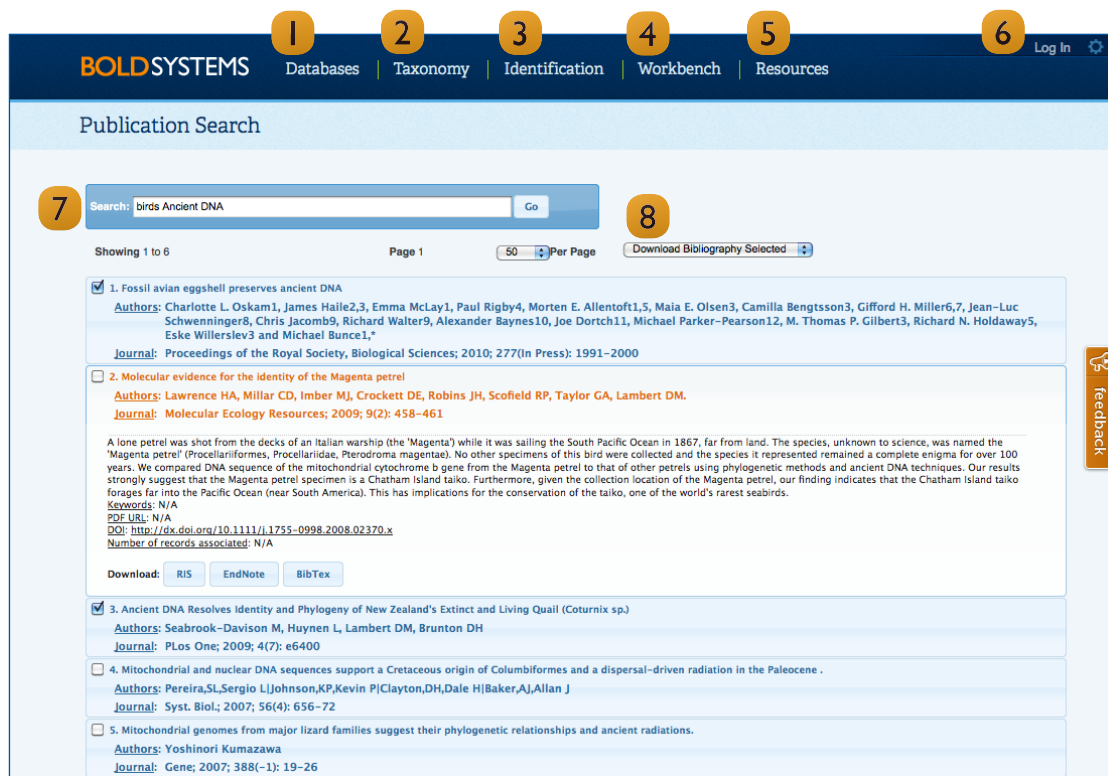 1 2 3 4 5 6
BOLDSYSTEMS Databases Taxonomy Identification Workbench Resources Log In
Publication Search
7 Search: birds Ancient DNA Go 8
Showing 1 to 6 Page 1 50 Per Page Download Bibliography Selected
1. Fossil avian eggshell preserves ancient DNA
Authors: Charlotte L. Oskam1, James Haile2,3, Emma McLay1, Paul Rigby4, Morten E. Allentoft1,5, Maia E. Olsen3, Camilla Bengtsson3, Gifford H. Miller6,7, Jean-Luc
Schwenninger8, Chris Jacomb9, Richard Walter9, Alexander Baynes10, Joe Dortch11, Michael Parker-Pearson12, M. Thomas P. Gilbert3, Richard N. Holdaway5,
Eske Willerslev3 and Michael Bunce1,*
Journal: Proceedings of the Royal Society, Biological Sciences; 2010; 277(In Press): 1991-2000
2. Molecular evidence for the identity of the Magenta petrel
Authors: Lawrence HA, Millar CD, Imber MJ, Crockett DE, Robins JH, Scofield RP, Taylor GA, Lambert DM.
Journal: Molecular Ecology Resources; 2009; 9(2): 458-461
feedback
A lone petrel was shot from the decks of an Italian warship (the 'Magenta') while it was sailing the South Pacific Ocean in 1867, far from land. The species, unknown to science, was named the
'Magenta petrel' (Procellariiformes, Procellariidae, Pterodroma magentae). No other specimens of this bird were collected and the species it represented remained a complete enigma for over 100
years. We compared DNA sequence of the mitochondrial cytochrome b gene from the Magenta petrel to that of other petrels using phylogenetic methods and ancient DNA techniques. Our results
strongly suggest that the Magenta petrel specimen is a Chatham Island taiko. Furthermore, given the collection location of the Magenta petrel, our finding indicates that the Chatham Island taiko
forages far into the Pacific Ocean (near South America). This has implications for the conservation of the taiko, one of the world's rarest seabirds.
Keywords: N/A
PDF URL: N/A
DOI: http://dx.doi.org/10.1111/j.1755-0998.2008.02370.x
Number of records associated: N/A
Download: RIS EndNote BibTex
3. Ancient DNA Resolves Identity and Phylogeny of New Zealand's Extinct and Living Quail (Coturnix sp.)
Authors: Seabrook-Davison M, Huynen L, Lambert DM, Brunton DH
Journal: PLos One; 2009; 4(7): e6400
4. Mitochondrial and nuclear DNA sequences support a Cretaceous origin of Columbiformes and a dispersal-driven radiation in the Paleocene .
Authors: Pereira,SL,Sergio L|Johnson,KP,Kevin P|Clayton,DH,Dale H|Baker,AJ,Allan J
Journal: Syst. Biol.; 2007; 56(4): 656-72
5. Mitochondrial genomes from major lizard families suggest their phylogenetic relationships and ancient radiations.
Authors: Yoshinori Kumazawa
Journal: Gene; 2007; 388(-1): 19-26